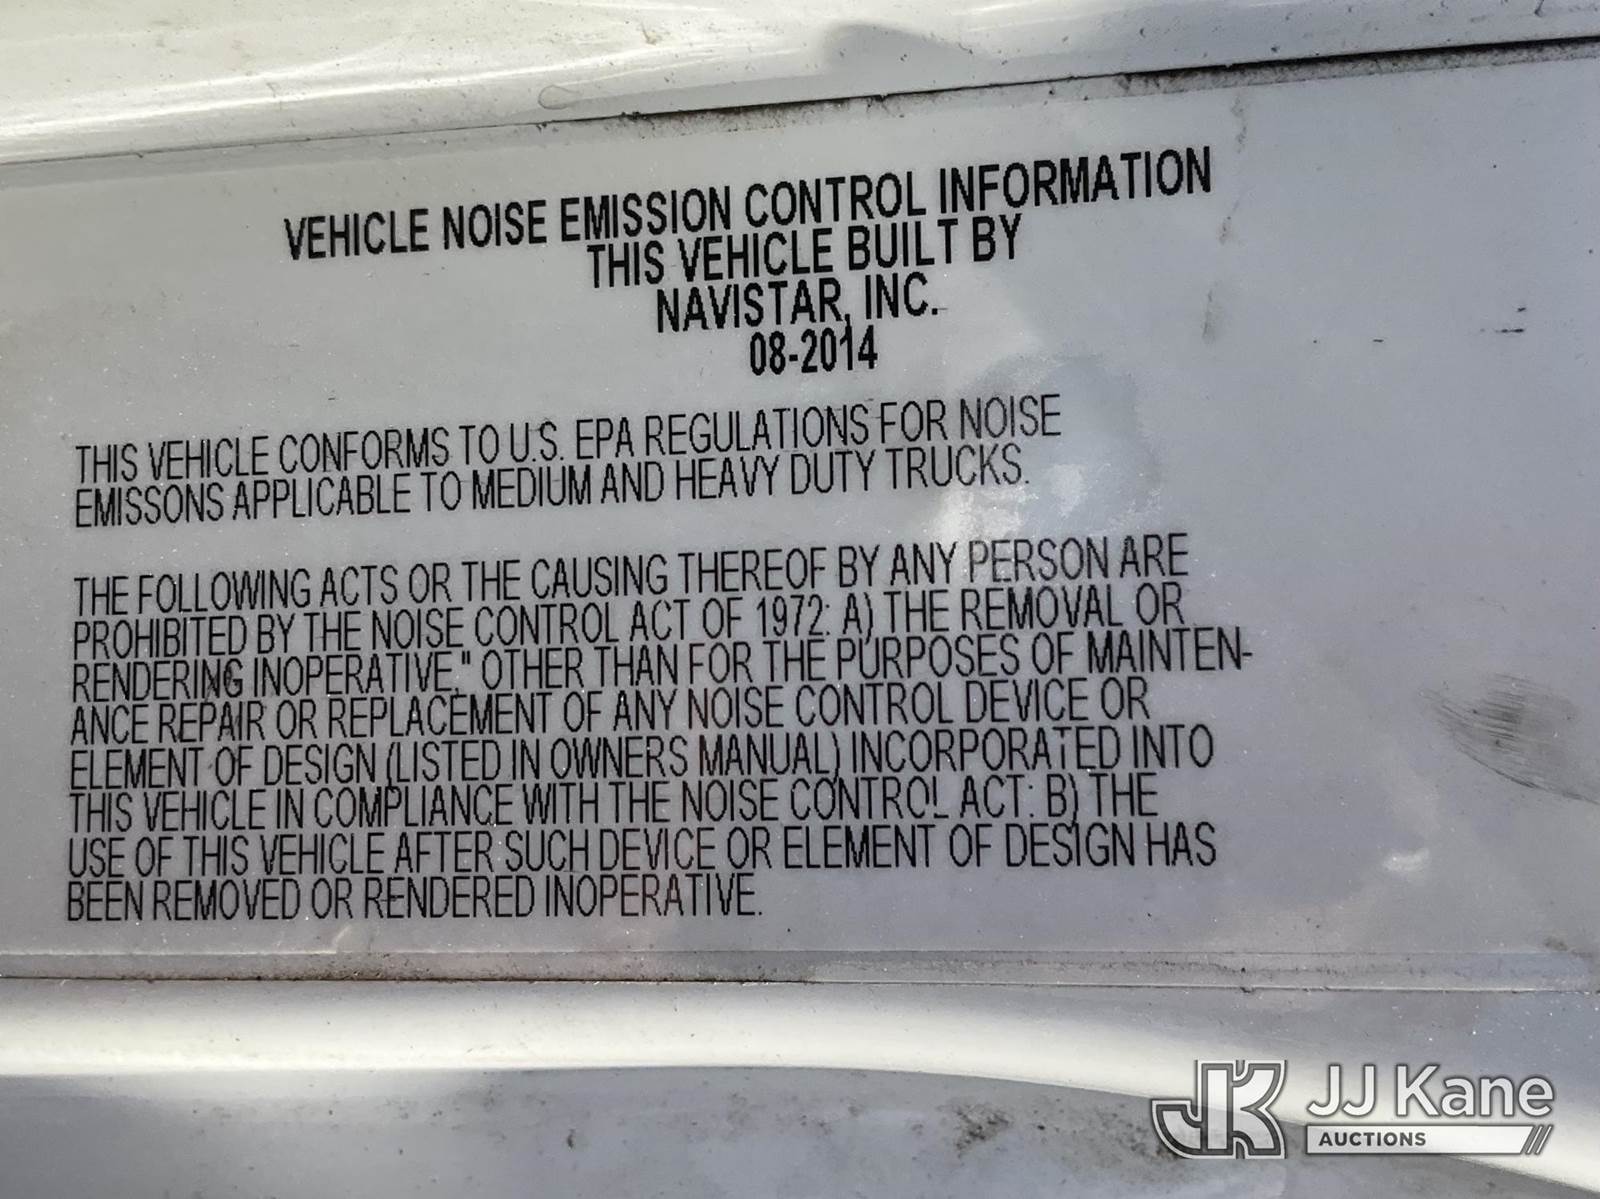 VEHICLE NOISE EMISSION CONTROL INFORMATION
THIS VEHICLE BUILT BY
NAVISTAR, INC.
08-2014
THIS VEHICLE CONFORMS TO U.S. EPA REGULATIONS FOR NOISE
EMISSONS APPLICABLE TO MEDIUM AND HEAVY DUTY TRUCKS.
THE FOLLOWING ACTS OR THE CAUSING THEREOF BY ANY PERSON ARE
PROHIBITED BY THE NOISE CONTROL ACT OF 1972: A) THE REMOVAL OR
RENDERING INOPERATIVE," OTHER THAN FOR THE PURPOSES OF MAINTEN-
ANCE REPAIR OR REPLACEMENT OF ANY NOISE CONTROL DEVICE OR
ELEMENT OF DESIGN (LISTED IN OWNERS MANUAL) INCORPORATED INTO
THIS VEHICLE IN COMPLIANCE WITH THE NOISE CONTROL ACT: B) THE
USE OF THIS VEHICLE AFTER SUCH DEVICE OR ELEMENT OF DESIGN HAS
BEEN REMOVED OR RENDERED INOPERATIVE.
JK JJ Kane
AUCTIONS